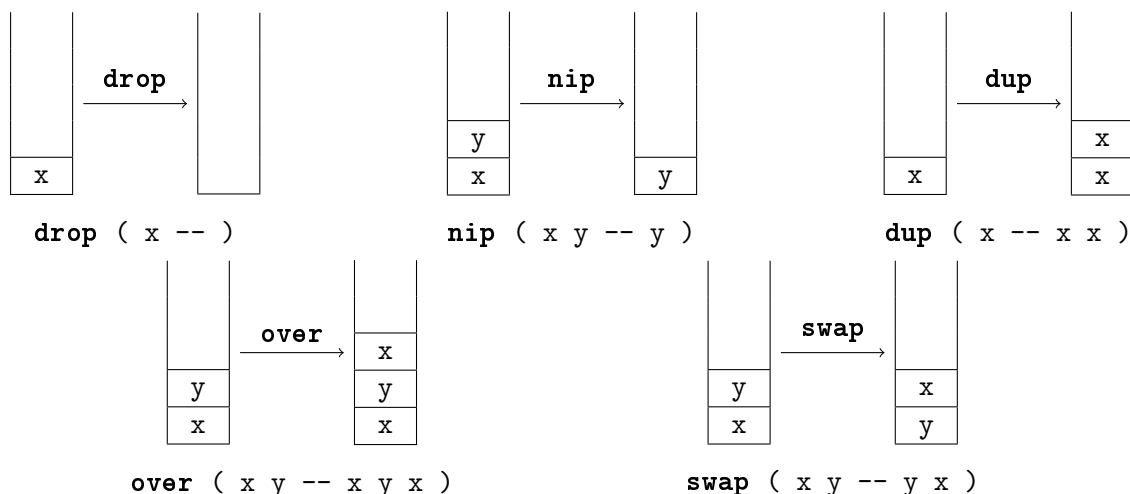 drop nip dup
y x
x x y x x
drop ( x -- ) nip ( x y -- y ) dup ( x -- x x )
over swap
x
y y y x
x x x y
over ( x y -- x y x ) swap ( x y -- y x )